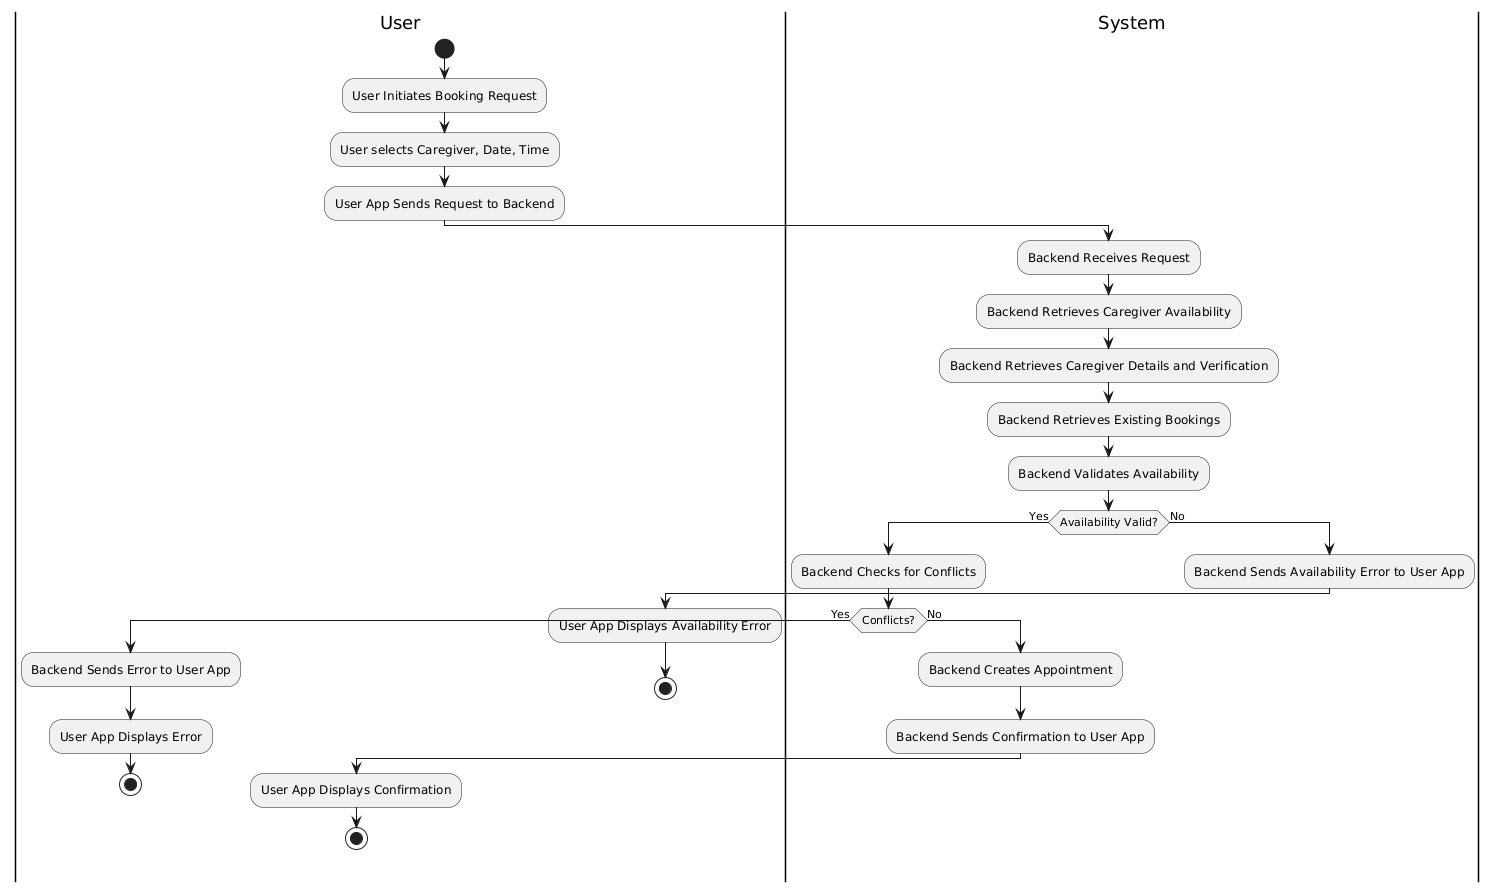 User
System
User Initiates Booking Request
User selects Caregiver, Date, Time
User App Sends Request to Backend
Backend Receives Request
Backend Retrieves Caregiver Availability
Backend Retrieves Caregiver Details and Verification
Backend Retrieves Existing Bookings
Backend Validates Availability
Yes
Availability Valid?
No
Backend Checks for Conflicts
Backend Sends Availability Error to User App
User App Displays Availability Error
Yes
Conflicts?
No
Backend Sends Error to User App
Backend Creates Appointment
User App Displays Error
Backend Sends Confirmation to User App
User App Displays Confirmation